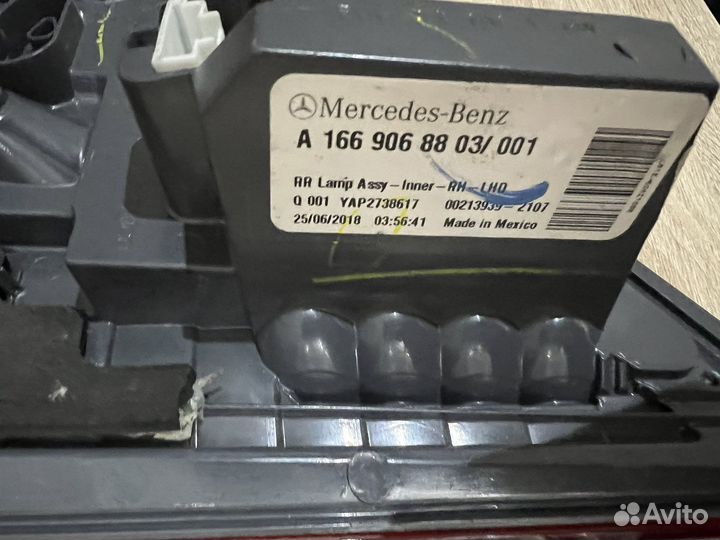 Mercedes-Benz
A 166 906 88 03/ 001
RR Lamp Assy-Inner-RH-LHD
Q 001 YAP2738617 00213939-2107
25/06/2018 03:56:41 Made in Mexico
Avito